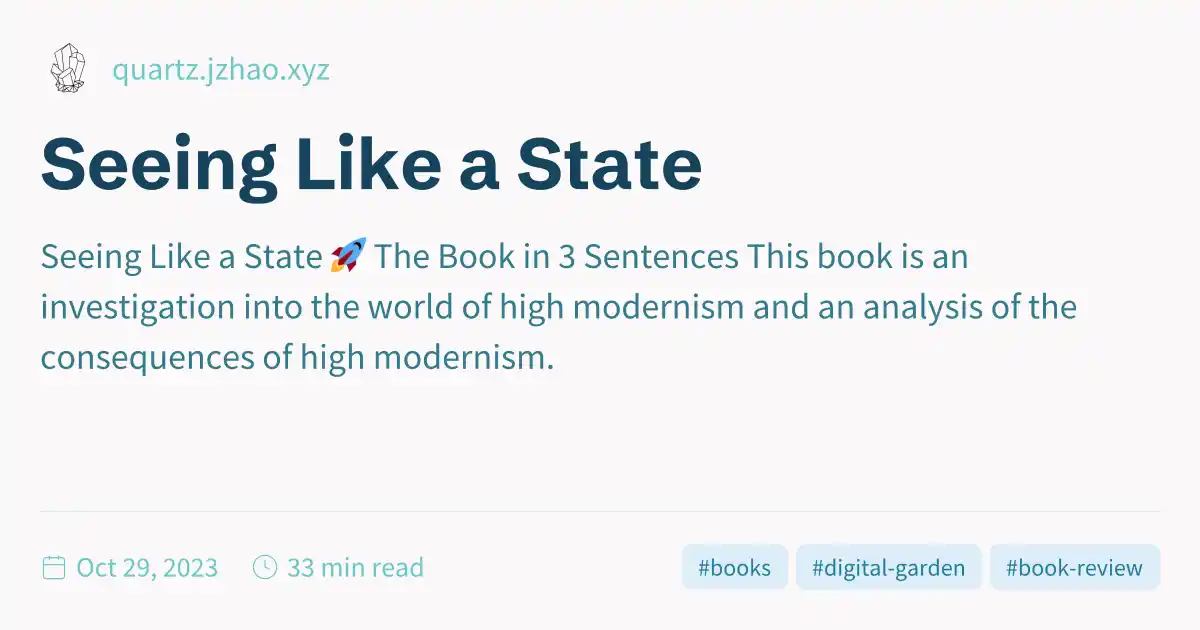 quartz.jzhao.xyz
Seeing Like a State
Seeing Like a State 🚀 The Book in 3 Sentences This book is an
investigation into the world of high modernism and an analysis of the
consequences of high modernism.
Oct 29, 2023 33 min read #books #digital-garden #book-review